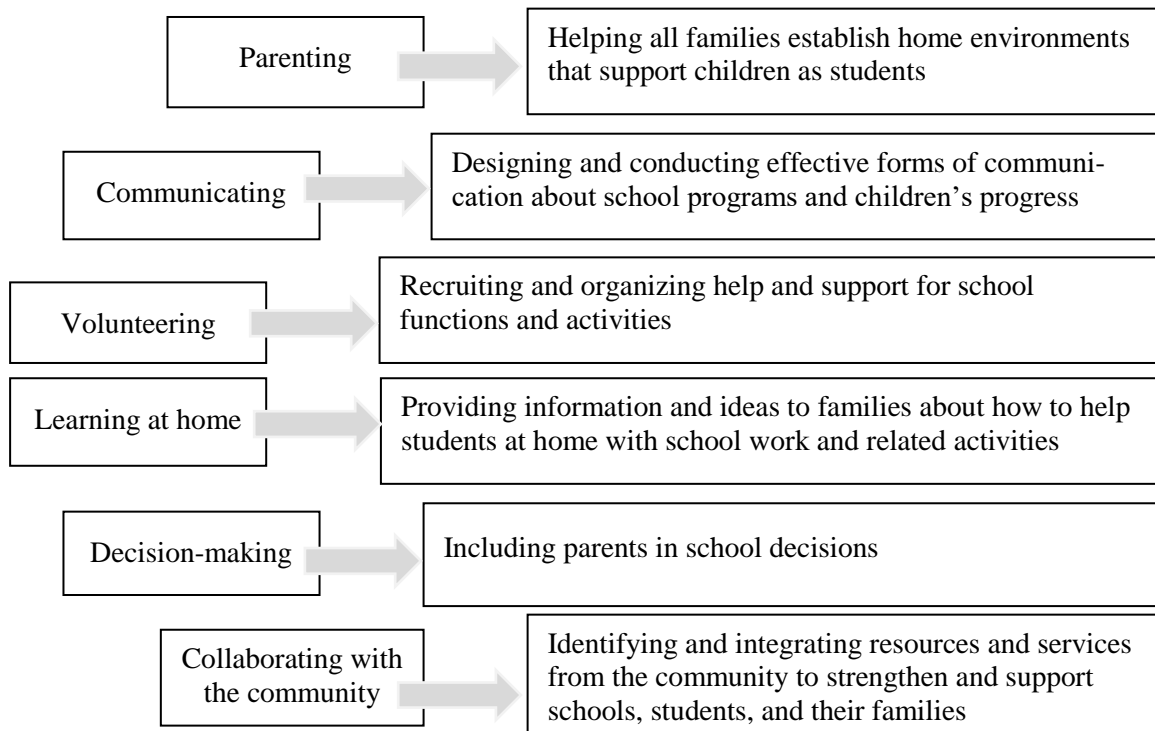 Parenting
Helping all families establish home environments
that support children as students
Communicating
Designing and conducting effective forms of communi-
cation about school programs and children’s progress
Volunteering
Recruiting and organizing help and support for school
functions and activities
Learning at home
Providing information and ideas to families about how to help
students at home with school work and related activities
Decision-making
Including parents in school decisions
Collaborating with
the community
Identifying and integrating resources and services
from the community to strengthen and support
schools, students, and their families